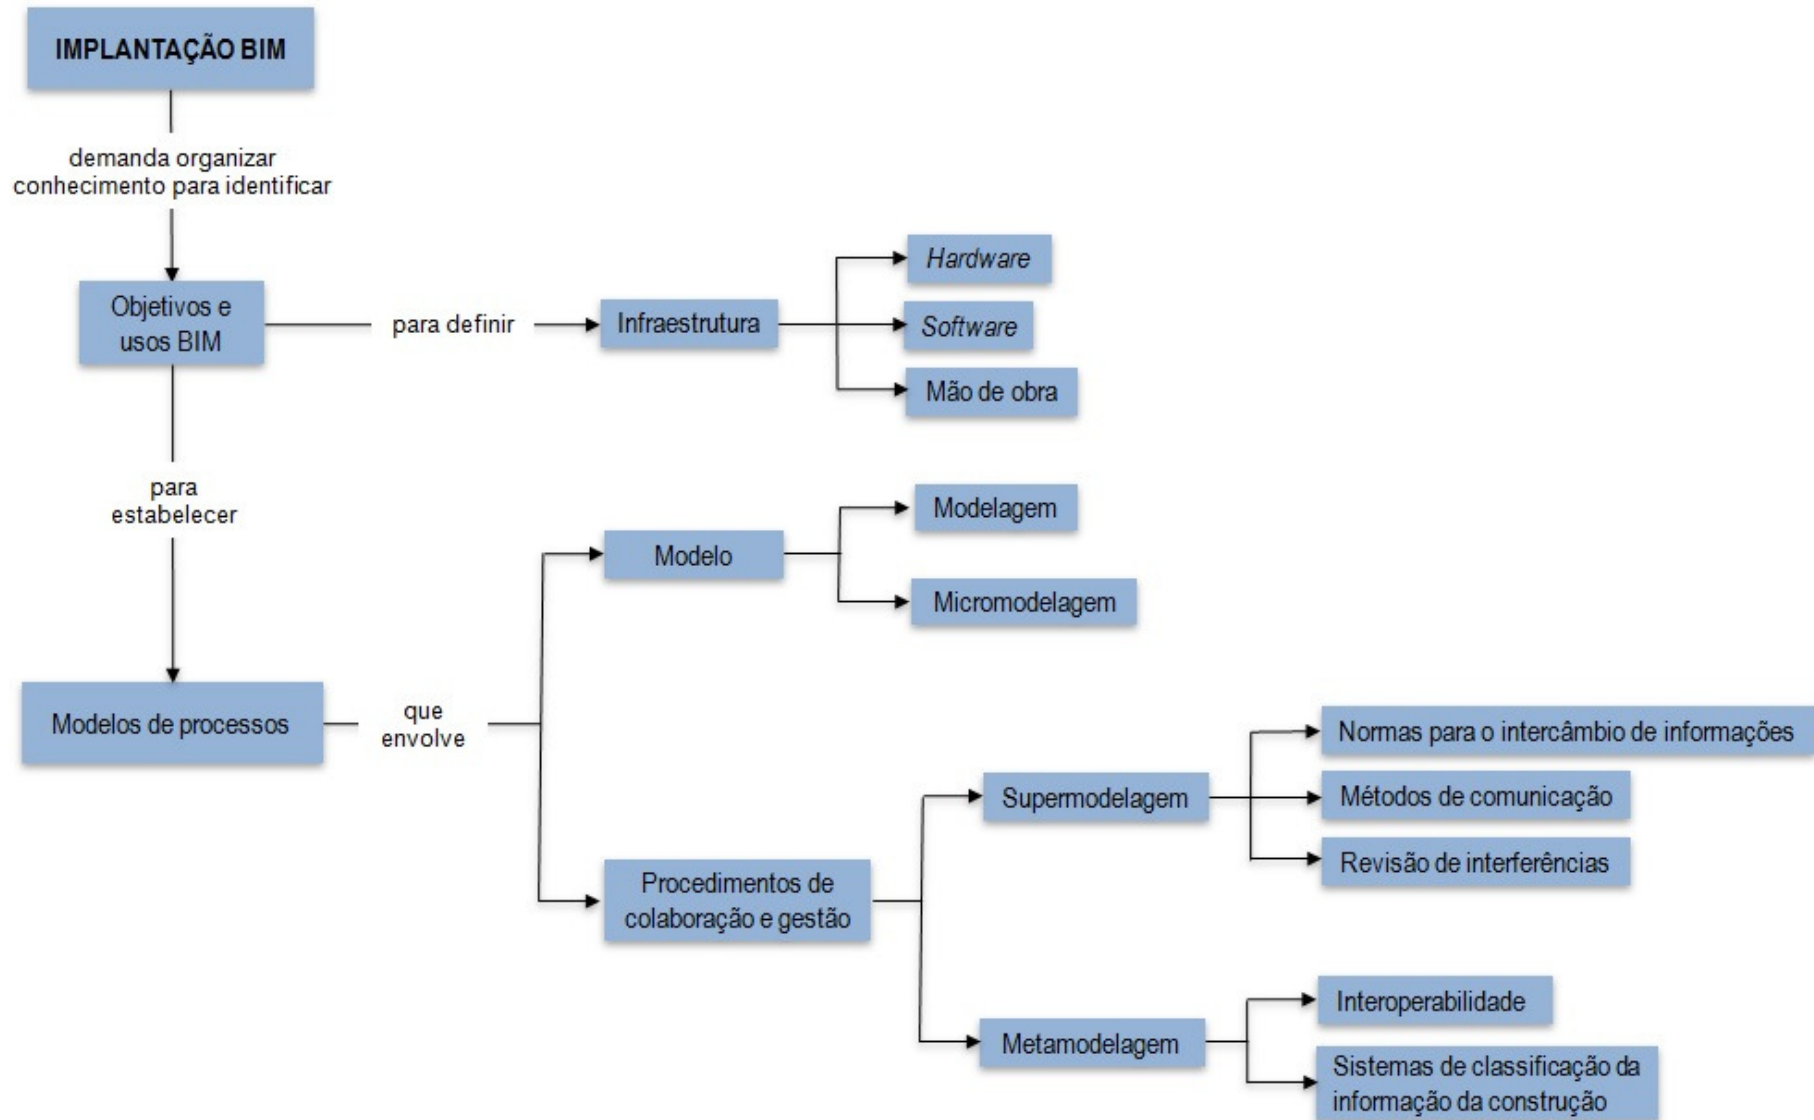 IMPLANTAÇÃO BIM
demanda organizar
conhecimento para identificar
Objetivos e
usos BIM
para definir
Infraestrutura
Hardware
Software
Mão de obra
para
estabelecer
Modelos de processos
que
envolve
Modelo
Modelagem
Micromodelagem
Procedimentos de
colaboração e gestão
Supermodelagem
Normas para o intercâmbio de informações
Métodos de comunicação
Revisão de interferências
Metamodelagem
Interoperabilidade
Sistemas de classificação da
informação da construção